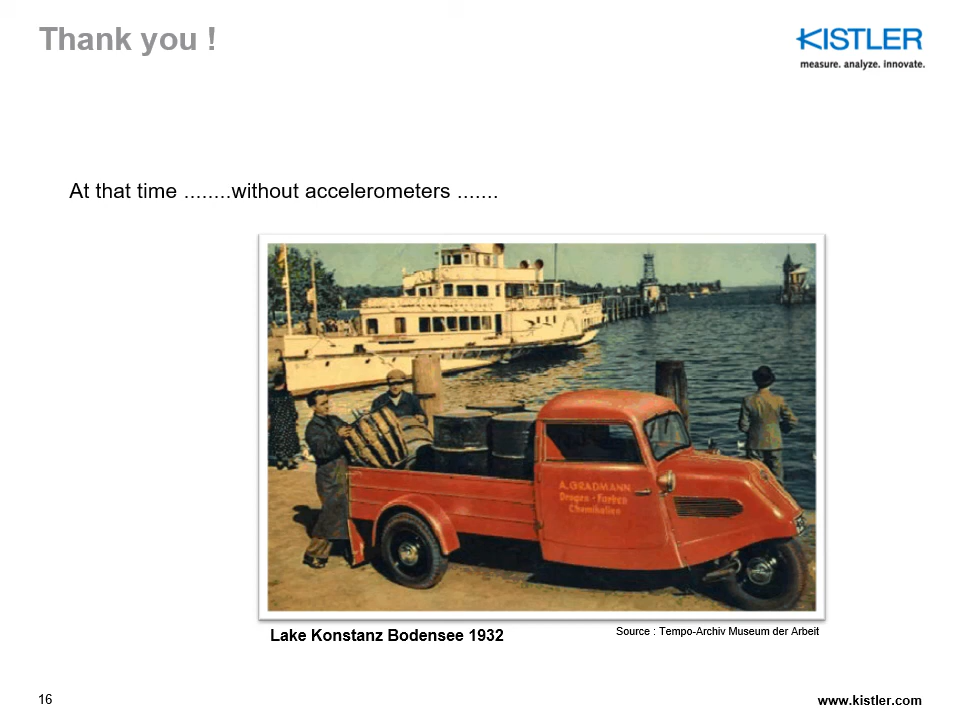 Thank you !
KISTLER
measure. analyze. innovate.
At that time ........without accelerometers .......
A. GRADMANN
Drogen - Farben
Chemikalien
Lake Konstanz Bodensee 1932
Source : Tempo-Archiv Museum der Arbeit
16
www.kistler.com